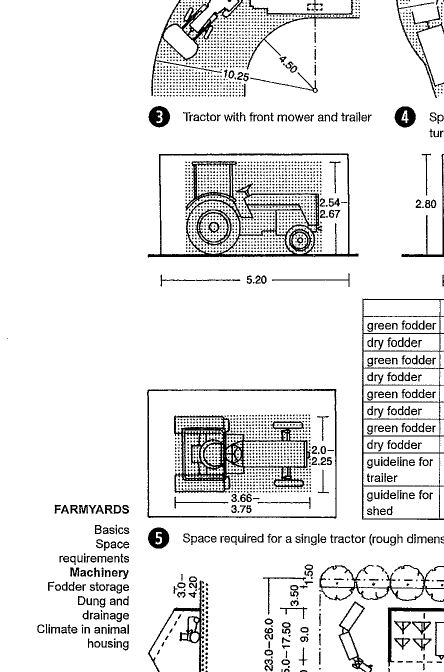 4.50
10.25
3 Tractor with front mower and trailer
4 Sp
tur
2.54–
2.67
2.80
5.20
green fodder
dry fodder
green fodder
dry fodder
green fodder
dry fodder
green fodder
dry fodder
guideline for
trailer
guideline for
shed
2.0–
2.25
3.66–
3.75
FARMYARDS
Basics
Space
requirements
Machinery
Fodder storage
Dung and
drainage
Climate in animal
housing
5 Space required for a single tractor (rough dimens
3.0–
4.20
1.50
3.50
9.0
23.0–26.0